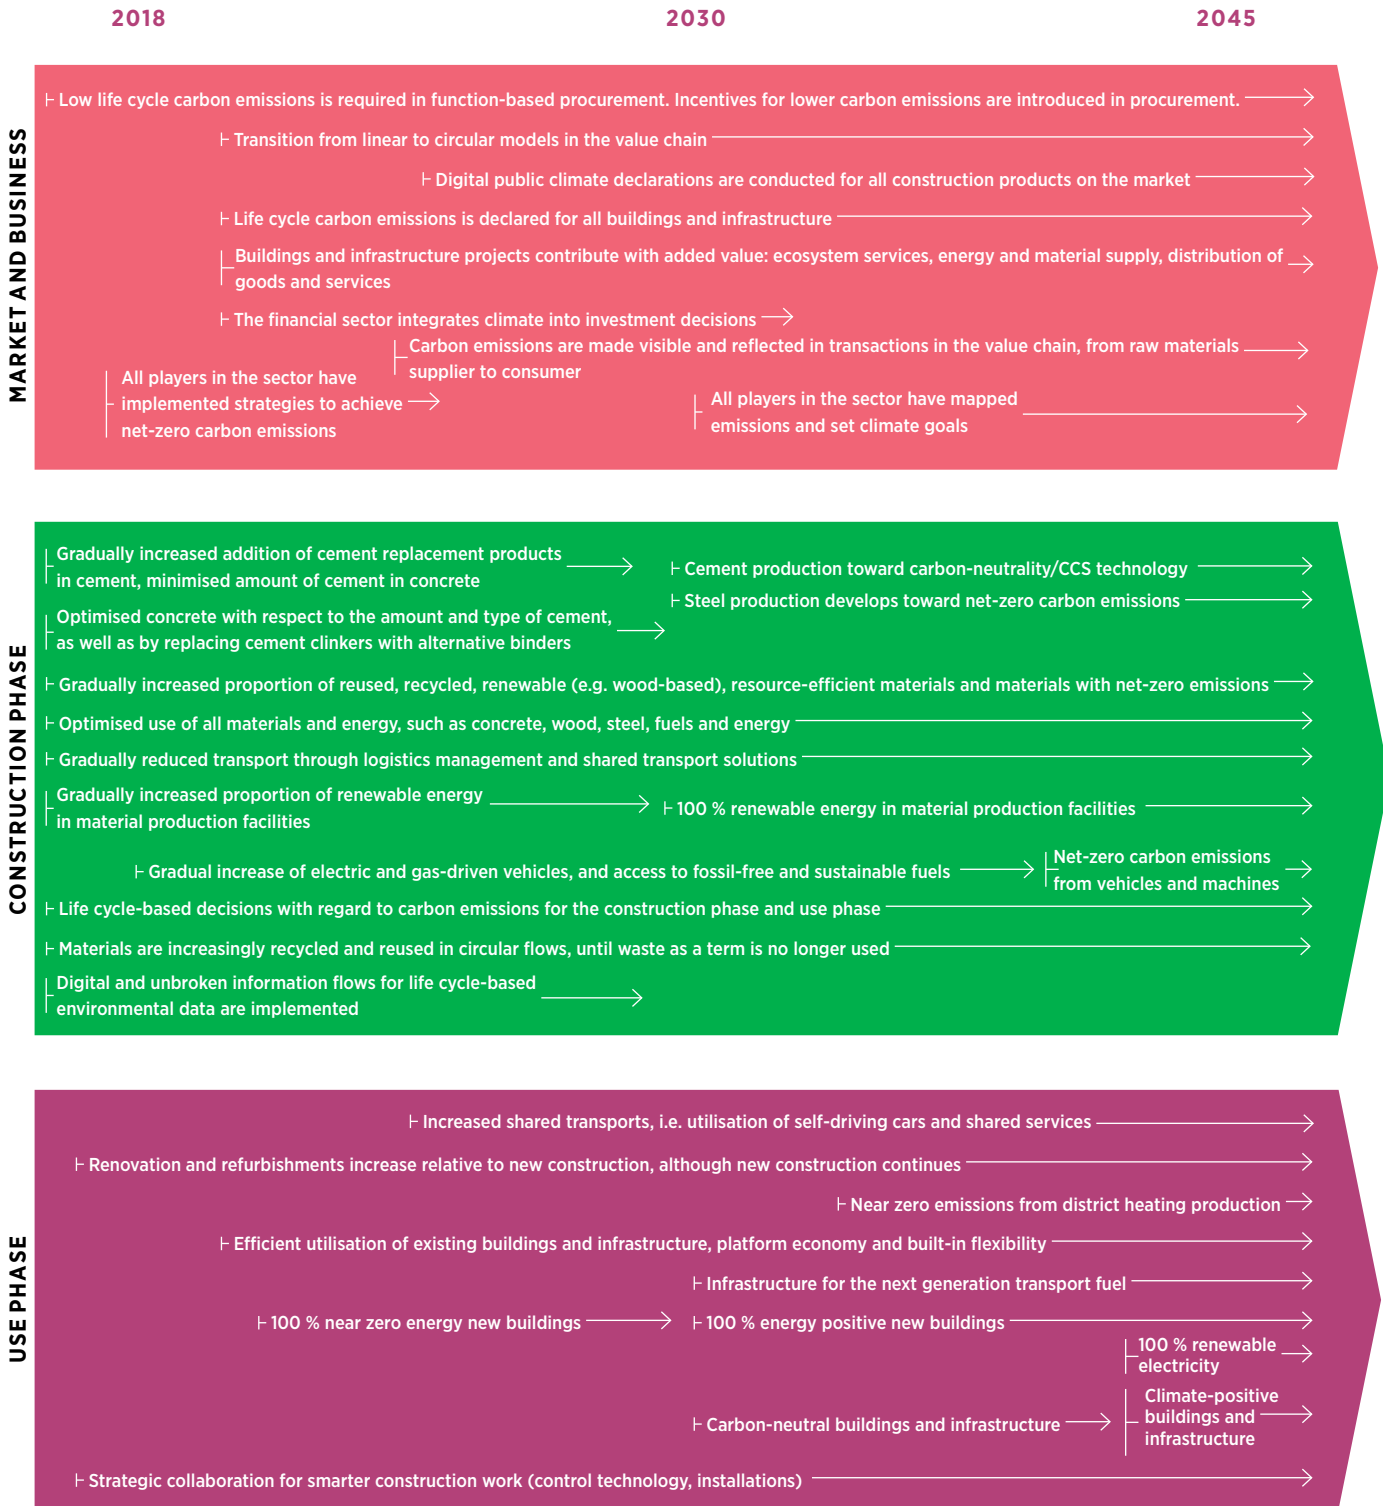 2018 2030 2045
MARKET AND BUSINESS
Low life cycle carbon emissions is required in function-based procurement. Incentives for lower carbon emissions are introduced in procurement.
Transition from linear to circular models in the value chain
Digital public climate declarations are conducted for all construction products on the market
Life cycle carbon emissions is declared for all buildings and infrastructure
Buildings and infrastructure projects contribute with added value: ecosystem services, energy and material supply, distribution of
goods and services
The financial sector integrates climate into investment decisions
Carbon emissions are made visible and reflected in transactions in the value chain, from raw materials
supplier to consumer
All players in the sector have
implemented strategies to achieve
net-zero carbon emissions
All players in the sector have mapped
emissions and set climate goals
CONSTRUCTION PHASE
Gradually increased addition of cement replacement products
in cement, minimised amount of cement in concrete
Cement production toward carbon-neutrality/CCS technology
Steel production develops toward net-zero carbon emissions
Optimised concrete with respect to the amount and type of cement,
as well as by replacing cement clinkers with alternative binders
Gradually increased proportion of reused, recycled, renewable (e.g. wood-based), resource-efficient materials and materials with net-zero emissions
Optimised use of all materials and energy, such as concrete, wood, steel, fuels and energy
Gradually reduced transport through logistics management and shared transport solutions
Gradually increased proportion of renewable energy
in material production facilities
100 % renewable energy in material production facilities
Gradual increase of electric and gas-driven vehicles, and access to fossil-free and sustainable fuels
Net-zero carbon emissions
from vehicles and machines
Life cycle-based decisions with regard to carbon emissions for the construction phase and use phase
Materials are increasingly recycled and reused in circular flows, until waste as a term is no longer used
Digital and unbroken information flows for life cycle-based
environmental data are implemented
USE PHASE
Increased shared transports, i.e. utilisation of self-driving cars and shared services
Renovation and refurbishments increase relative to new construction, although new construction continues
Near zero emissions from district heating production
Efficient utilisation of existing buildings and infrastructure, platform economy and built-in flexibility
Infrastructure for the next generation transport fuel
100 % near zero energy new buildings
100 % energy positive new buildings
100 % renewable
electricity
Carbon-neutral buildings and infrastructure
Climate-positive
buildings and
infrastructure
Strategic collaboration for smarter construction work (control technology, installations)